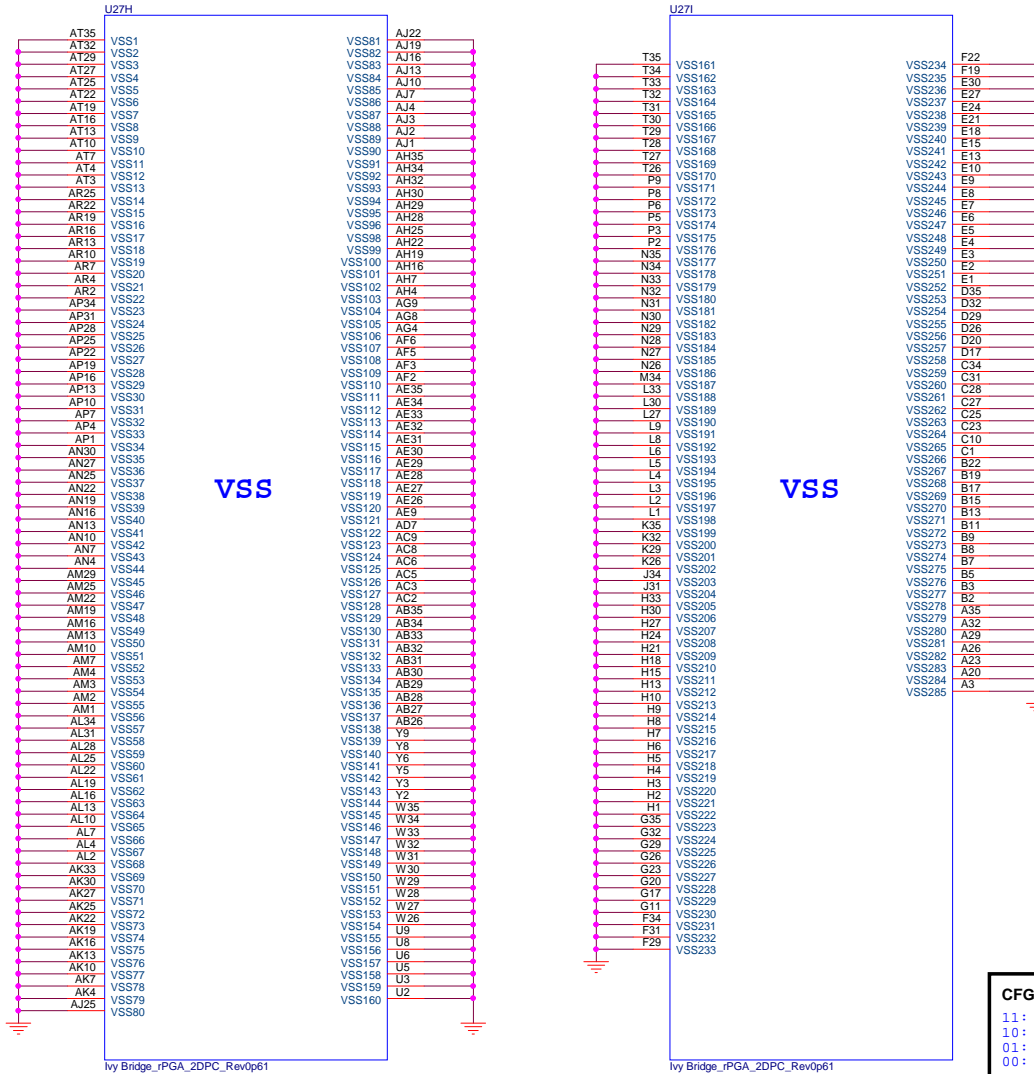 U27H
AT35 VSS1
AT32 VSS2
AT29 VSS3
AT27 VSS4
AT25 VSS5
AT22 VSS6
AT19 VSS7
AT16 VSS8
AT13 VSS9
AT10 VSS10
AT7 VSS11
AT4 VSS12
AT3 VSS13
AR25 VSS14
AR22 VSS15
AR19 VSS16
AR16 VSS17
AR13 VSS18
AR10 VSS19
AR7 VSS20
AR4 VSS21
AR2 VSS22
AP34 VSS23
AP31 VSS24
AP28 VSS25
AP25 VSS26
AP22 VSS27
AP19 VSS28
AP16 VSS29
AP13 VSS30
AP10 VSS31
AP7 VSS32
AP4 VSS33
AP1 VSS34
AN30 VSS35
AN27 VSS36
AN25 VSS37
AN22 VSS38
AN19 VSS39
AN16 VSS40
AN13 VSS41
AN10 VSS42
AN7 VSS43
AN4 VSS44
AM29 VSS45
AM25 VSS46
AM22 VSS47
AM19 VSS48
AM16 VSS49
AM13 VSS50
AM10 VSS51
AM7 VSS52
AM4 VSS53
AM3 VSS54
AM2 VSS55
AM1 VSS56
AL34 VSS57
AL31 VSS58
AL28 VSS59
AL25 VSS60
AL22 VSS61
AL19 VSS62
AL16 VSS63
AL13 VSS64
AL10 VSS65
AL7 VSS66
AL4 VSS67
AL2 VSS68
AK33 VSS69
AK30 VSS70
AK27 VSS71
AK25 VSS72
AK22 VSS73
AK19 VSS74
AK16 VSS75
AK13 VSS76
AK10 VSS77
AK7 VSS78
AK4 VSS79
AJ25 VSS80
VSS
VSS81 AJ22
VSS82 AJ19
VSS83 AJ16
VSS84 AJ13
VSS85 AJ10
VSS86 AJ7
VSS87 AJ4
VSS88 AJ3
VSS89 AJ2
VSS90 AJ1
VSS91 AH35
VSS92 AH34
VSS93 AH32
VSS94 AH30
VSS95 AH29
VSS96 AH28
VSS98 AH25
VSS99 AH22
VSS100 AH19
VSS101 AH16
VSS102 AH7
VSS103 AH4
VSS104 AG9
VSS105 AG8
VSS106 AG4
VSS107 AF6
VSS108 AF5
VSS109 AF3
VSS110 AF2
VSS111 AE35
VSS112 AE34
VSS113 AE33
VSS114 AE32
VSS115 AE31
VSS116 AE30
VSS117 AE29
VSS118 AE28
VSS119 AE27
VSS120 AE26
VSS121 AE9
VSS122 AD7
VSS123 AC9
VSS124 AC8
VSS125 AC6
VSS126 AC5
VSS127 AC3
VSS128 AC2
VSS129 AB35
VSS130 AB34
VSS131 AB33
VSS132 AB32
VSS133 AB31
VSS134 AB30
VSS135 AB29
VSS136 AB28
VSS137 AB27
VSS138 AB26
VSS139 Y9
VSS140 Y8
VSS141 Y6
VSS142 Y5
VSS143 Y3
VSS144 Y2
VSS145 W35
VSS146 W34
VSS147 W33
VSS148 W32
VSS149 W31
VSS150 W30
VSS151 W29
VSS152 W28
VSS153 W27
VSS154 W26
VSS155 U9
VSS156 U8
VSS157 U6
VSS158 U5
VSS159 U3
VSS160 U2
Ivy Bridge_rPGA_2DPC_Rev0p61
U27I
T35 VSS161
T34 VSS162
T33 VSS163
T32 VSS164
T31 VSS165
T30 VSS166
T29 VSS167
T28 VSS168
T27 VSS169
T26 VSS170
P9 VSS171
P8 VSS172
P6 VSS173
P5 VSS174
P3 VSS175
P2 VSS176
N35 VSS177
N34 VSS178
N33 VSS179
N32 VSS180
N31 VSS181
N30 VSS182
N29 VSS183
N28 VSS184
N27 VSS185
N26 VSS186
M34 VSS187
L33 VSS188
L30 VSS189
L27 VSS190
L9 VSS191
L8 VSS192
L6 VSS193
L5 VSS194
L4 VSS195
L3 VSS196
L2 VSS197
L1 VSS198
K35 VSS199
K32 VSS200
K29 VSS201
K26 VSS202
J34 VSS203
J31 VSS204
H33 VSS205
H30 VSS206
H27 VSS207
H24 VSS208
H21 VSS209
H18 VSS210
H15 VSS211
H13 VSS212
H10 VSS213
H9 VSS214
H8 VSS215
H7 VSS216
H6 VSS217
H5 VSS218
H4 VSS219
H3 VSS220
H2 VSS221
H1 VSS222
G35 VSS223
G32 VSS224
G29 VSS225
G26 VSS226
G23 VSS227
G20 VSS228
G17 VSS229
G11 VSS230
F34 VSS231
F31 VSS232
F29 VSS233
VSS
VSS234 F22
VSS235 F19
VSS236 E30
VSS237 E27
VSS238 E24
VSS239 E21
VSS240 E18
VSS241 E15
VSS242 E13
VSS243 E10
VSS244 E9
VSS245 E8
VSS246 E7
VSS247 E6
VSS248 E5
VSS249 E4
VSS250 E3
VSS251 E2
VSS252 E1
VSS253 D35
VSS254 D32
VSS255 D29
VSS256 D26
VSS257 D20
VSS258 D17
VSS259 C34
VSS260 C31
VSS261 C28
VSS262 C27
VSS263 C25
VSS264 C23
VSS265 C10
VSS266 C1
VSS267 B22
VSS268 B19
VSS269 B17
VSS270 B15
VSS271 B13
VSS272 B11
VSS273 B9
VSS274 B8
VSS275 B7
VSS276 B5
VSS277 B3
VSS278 B2
VSS279 A35
VSS280 A32
VSS281 A29
VSS282 A26
VSS283 A23
VSS284 A20
VSS285 A3
Ivy Bridge_rPGA_2DPC_Rev0p61
CFG
11:
10:
01:
00: